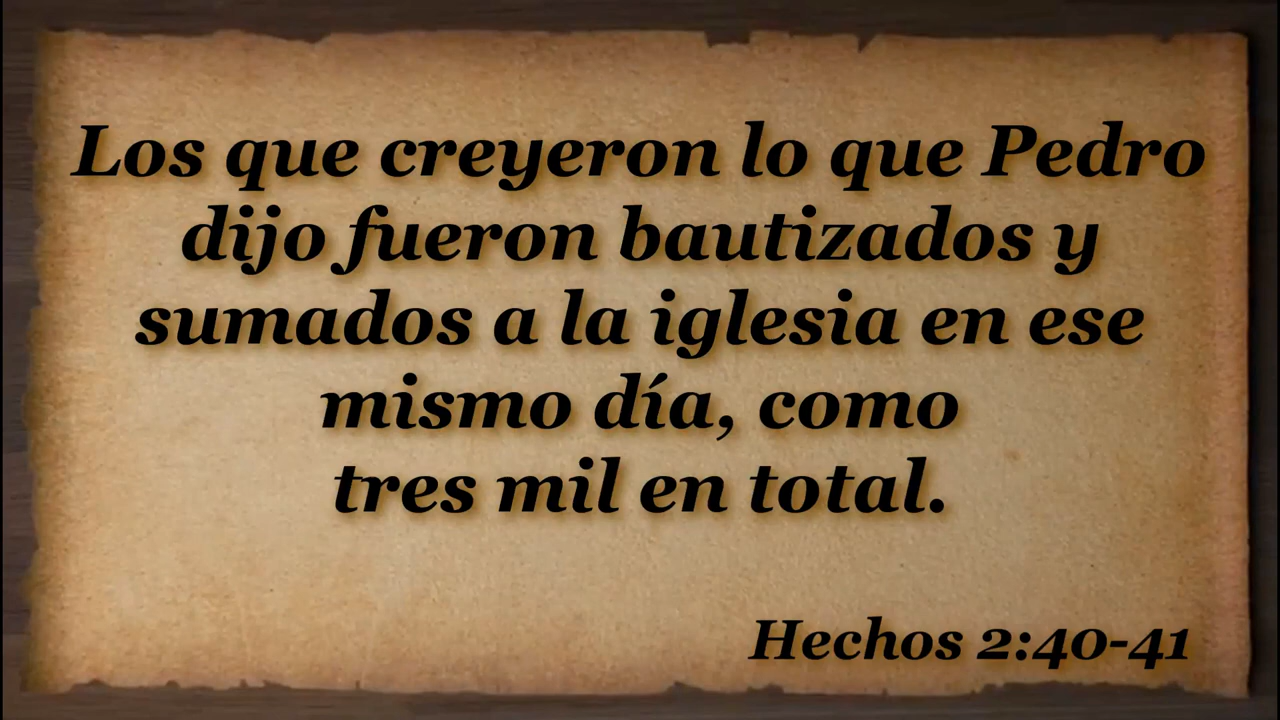 Los que creyeron lo que Pedro
dijo fueron bautizados y
sumados a la iglesia en ese
mismo día, como
tres mil en total.
Hechos 2:40-41